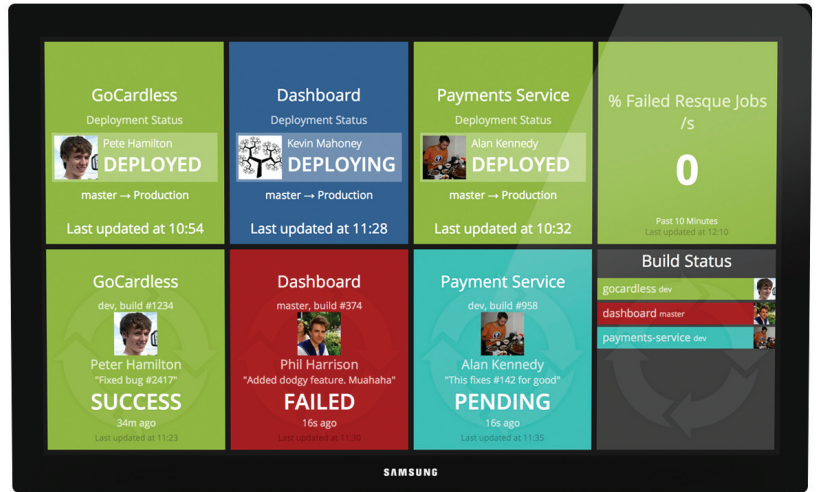 GoCardless
Deployment Status
Pete Hamilton
DEPLOYED
master → Production
Last updated at 10:54
Dashboard
Deployment Status
Kevin Mahoney
DEPLOYING
master → Production
Last updated at 11:28
Payments Service
Deployment Status
Alan Kennedy
DEPLOYED
master → Production
Last updated at 10:32
% Failed Resque Jobs
/s
0
Past 10 Minutes
Last updated at 12:10
GoCardless
dev, build #1234
Peter Hamilton
"Fixed bug #2417"
SUCCESS
34m ago
Last updated at 11:23
Dashboard
master, build #374
Phil Harrison
"Added dodgy feature. Muahaha"
FAILED
16s ago
Last updated at 11:30
Payment Service
dev, build #958
Alan Kennedy
"This fixes #142 for good"
PENDING
16s ago
Last updated at 11:35
Build Status
gocardless dev
dashboard master
payments-service dev
SAMSUNG